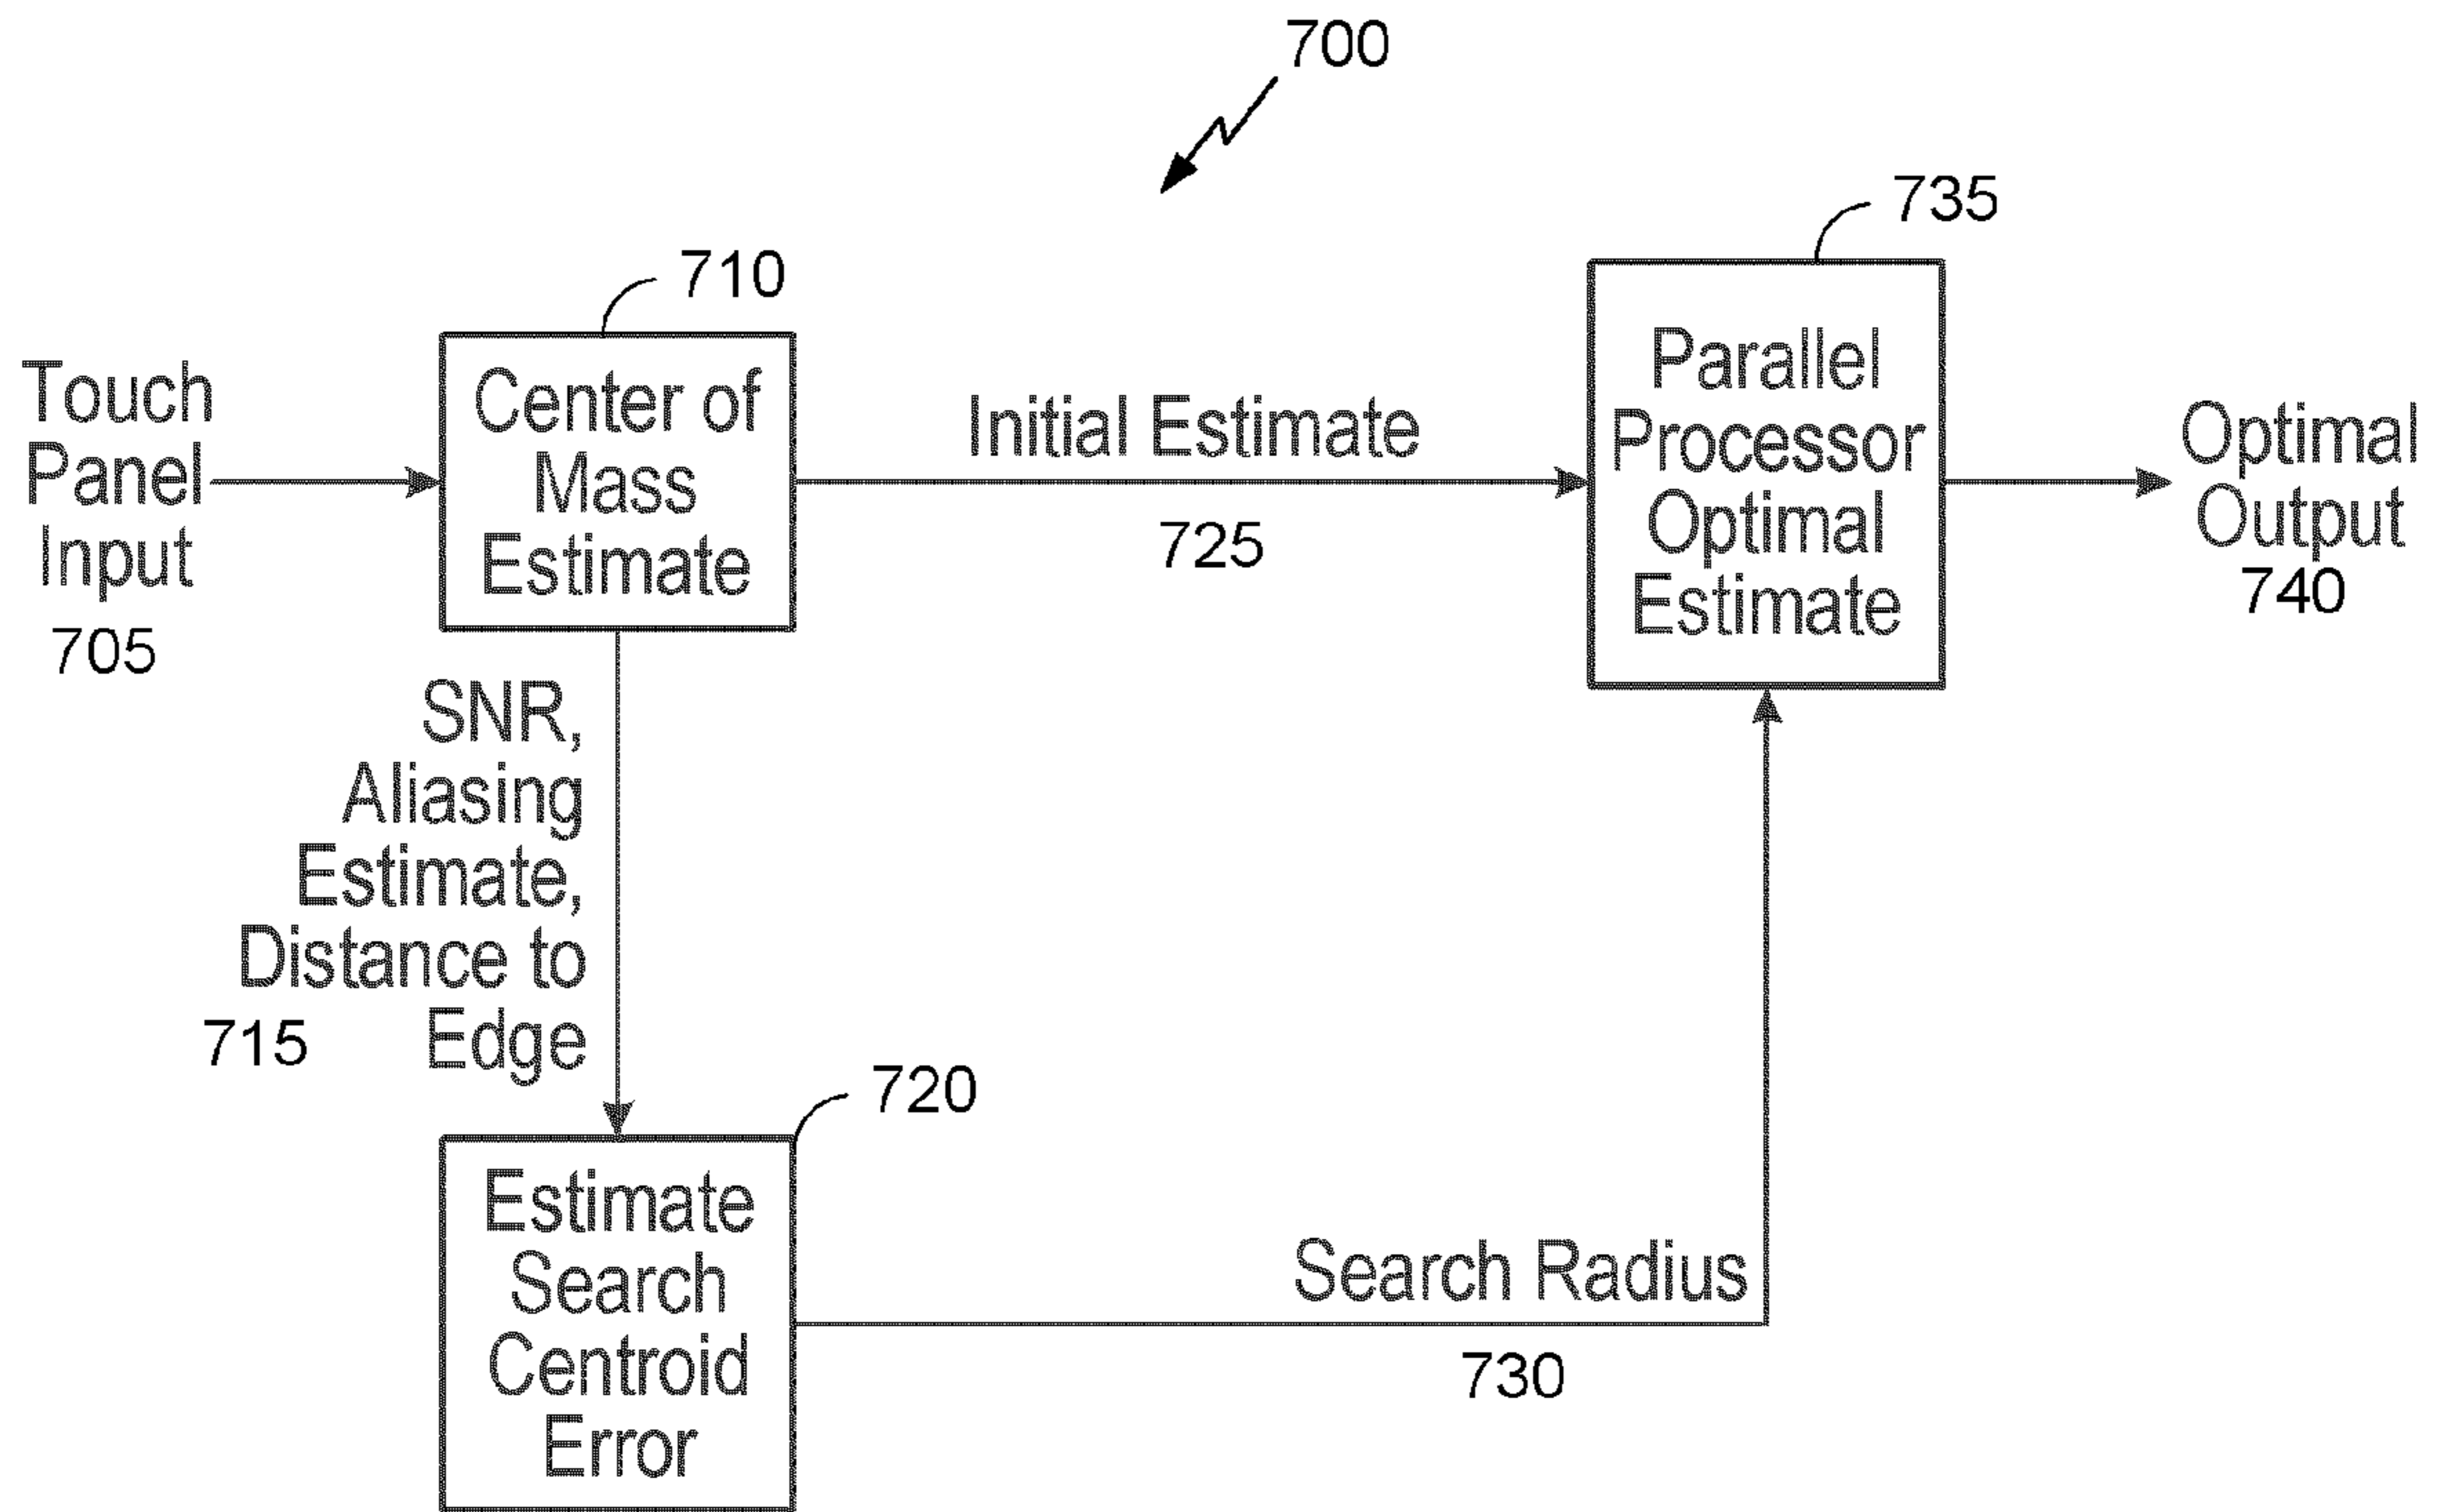 700
735
710
Touch
Panel
Input
705
Center of
Mass
Estimate
Initial Estimate
725
Parallel
Processor
Optimal
Estimate
Optimal
Output
740
SNR,
Aliasing
Estimate,
Distance to
Edge
715
720
Estimate
Search
Centroid
Error
Search Radius
730